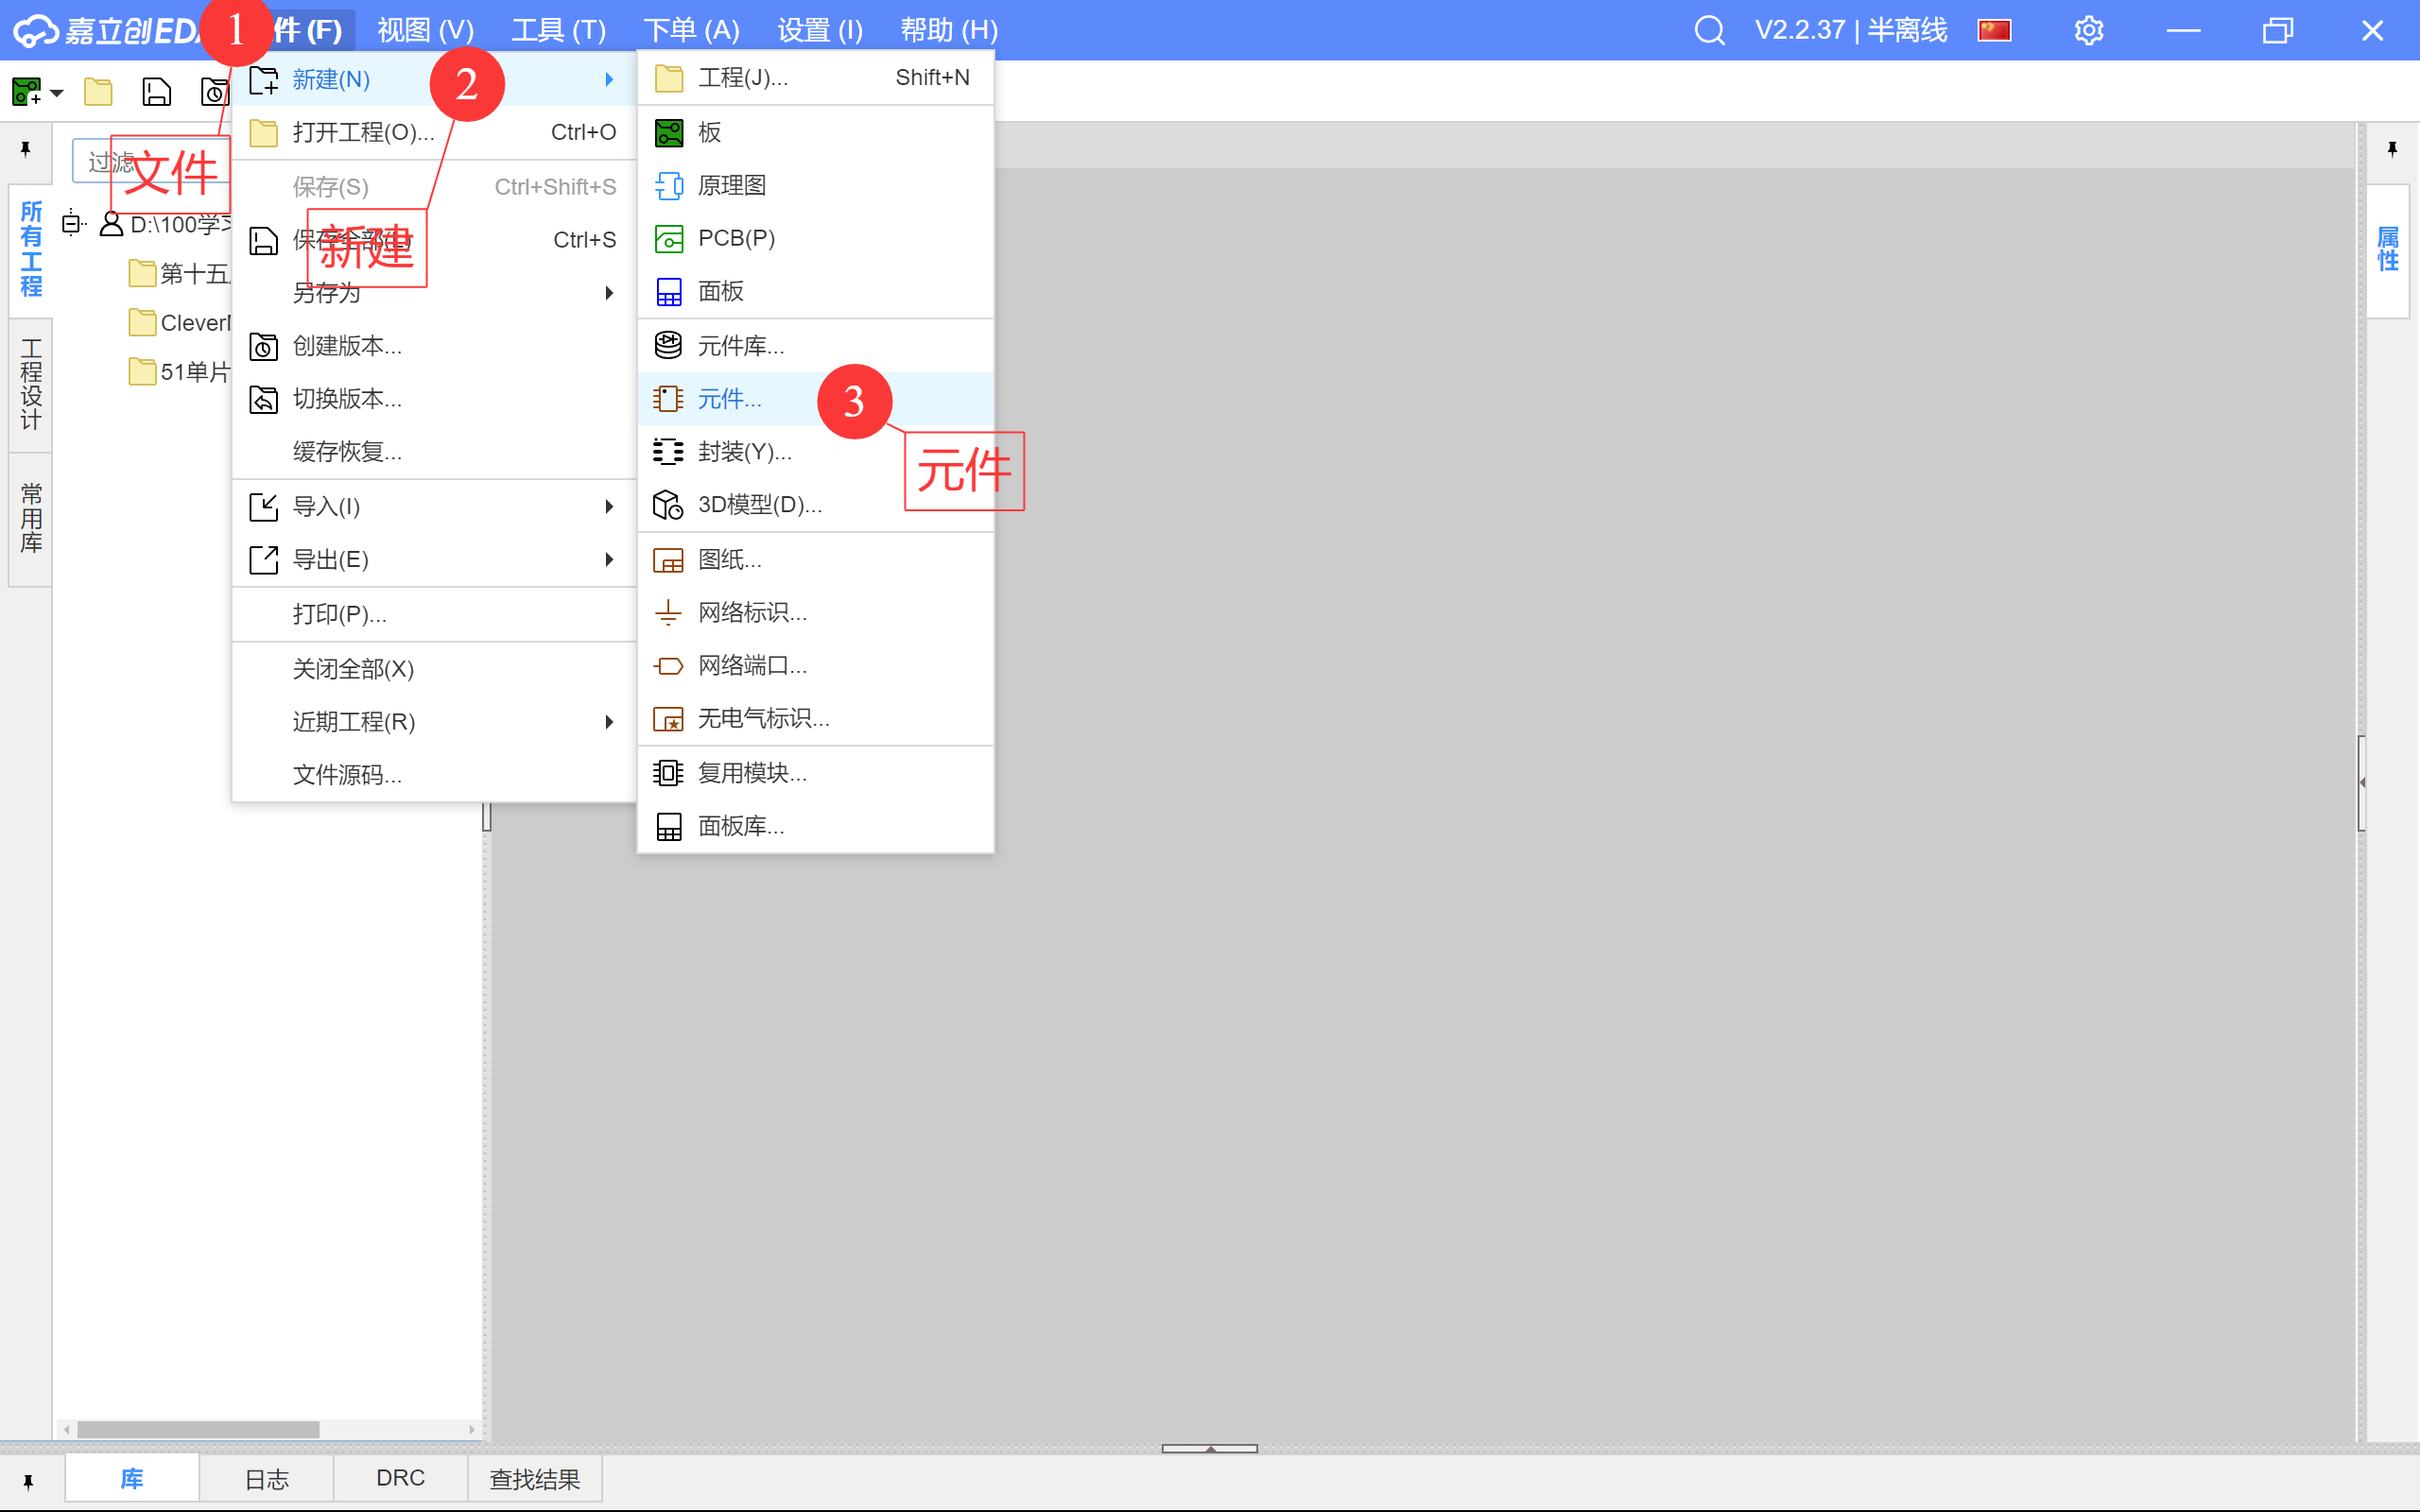 嘉立创EDA 件 (F) 视图 (V) 工具 (T) 下单 (A) 设置 (I) 帮助 (H) V2.2.37 | 半离线
1
2
3
文件
新建
元件
新建(N)
打开工程(O)... Ctrl+O
保存(S) Ctrl+Shift+S
保存全部(L) Ctrl+S
另存为
创建版本...
切换版本...
缓存恢复...
导入(I)
导出(E)
打印(P)...
关闭全部(X)
近期工程(R)
文件源码...
工程(J)... Shift+N
板
原理图
PCB(P)
面板
元件库...
元件...
封装(Y)...
3D模型(D)...
图纸...
网络标识...
网络端口...
无电气标识...
复用模块...
面板库...
过滤
D:\100学习
第十五
Clever
51单片
所有工程
工程设计
常用库
属性
库 日志 DRC 查找结果